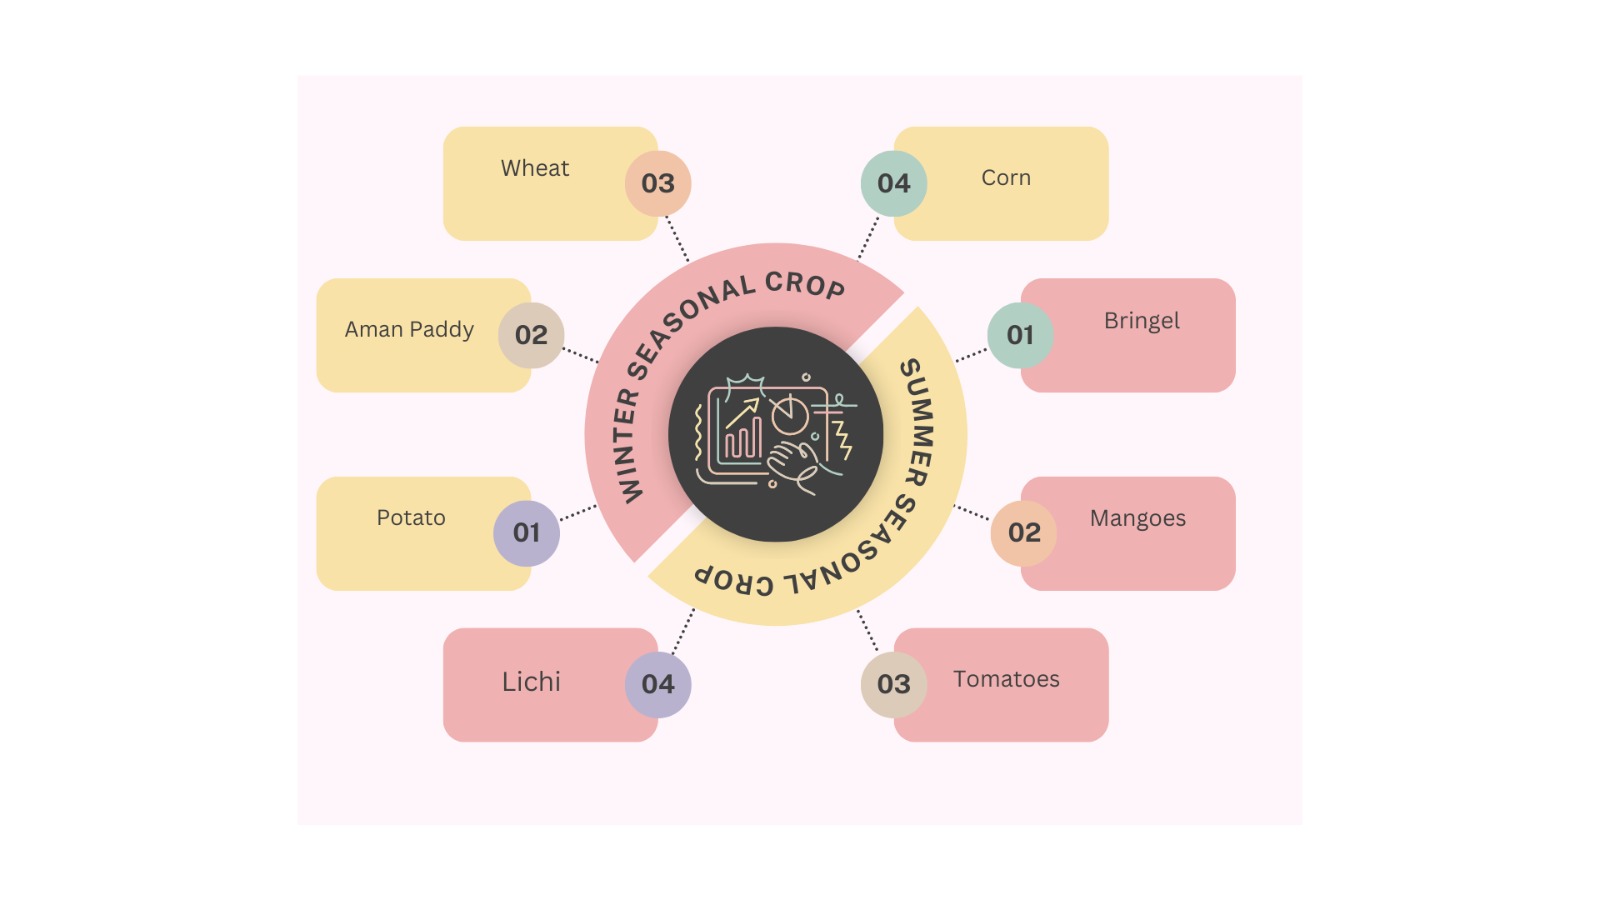 Wheat
03
04
Corn
Aman Paddy
02
01
Bringel
WINTER SEASONAL CROP
SUMMER SEASONAL CROP
Potato
01
02
Mangoes
Lichi
04
03
Tomatoes